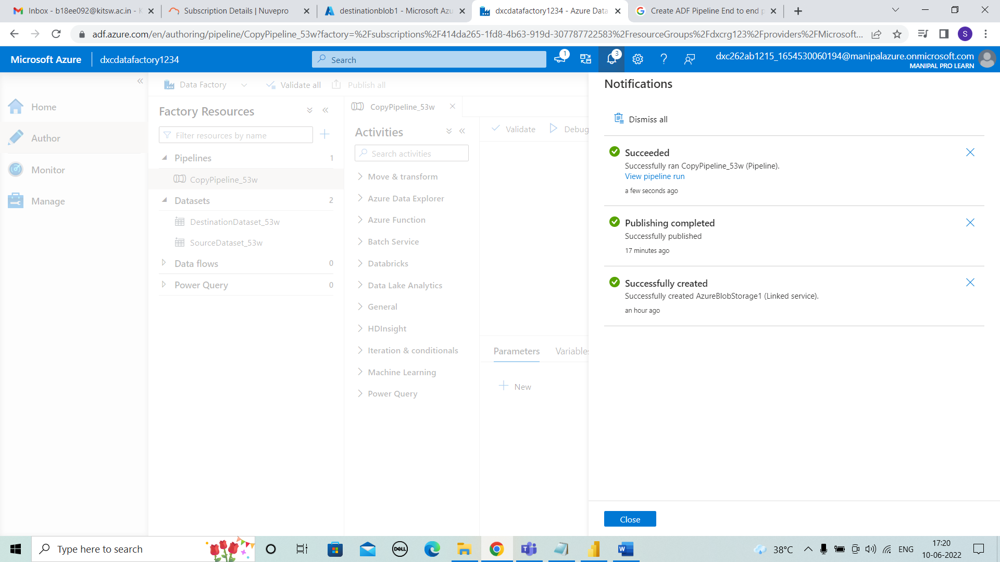 Inbox - b18ee092@kitsw.ac.in - K
Subscription Details | Nuvepro
destinationblob1 - Microsoft Azu
dxcdatafactory1234 - Azure Data
Create ADF Pipeline End to end p
adf.azure.com/en/authoring/pipeline/CopyPipeline_53w?factory=%2Fsubscriptions%2F414da265-1fd8-4b63-919d-307787722583%2FresourceGroups%2Fdxcrg123%2Fproviders%2FMicrosoft...
S
Microsoft Azure
dxcdatafactory1234
Search
1
3
dxc262ab1215_1654530060194@manipalazure.onmicrosoft.com
MANIPAL PRO LEARN
Home
Author
Monitor
Manage
Data Factory
Validate all
Publish all
Factory Resources
Filter resources by name
Pipelines 1
CopyPipeline_53w
Datasets 2
DestinationDataset_53w
SourceDataset_53w
Data flows 0
Power Query 0
CopyPipeline_53w
Activities
Search activities
Move & transform
Azure Data Explorer
Azure Function
Batch Service
Databricks
Data Lake Analytics
General
HDInsight
Iteration & conditionals
Machine Learning
Power Query
Validate
Debug
Parameters
Variables
New
Notifications
Dismiss all
Succeeded
Successfully ran CopyPipeline_53w (Pipeline).
View pipeline run
a few seconds ago
Publishing completed
Successfully published
17 minutes ago
Successfully created
Successfully created AzureBlobStorage1 (Linked service).
an hour ago
Close
Type here to search
DELL
W
38°C
ENG
17:20
10-06-2022